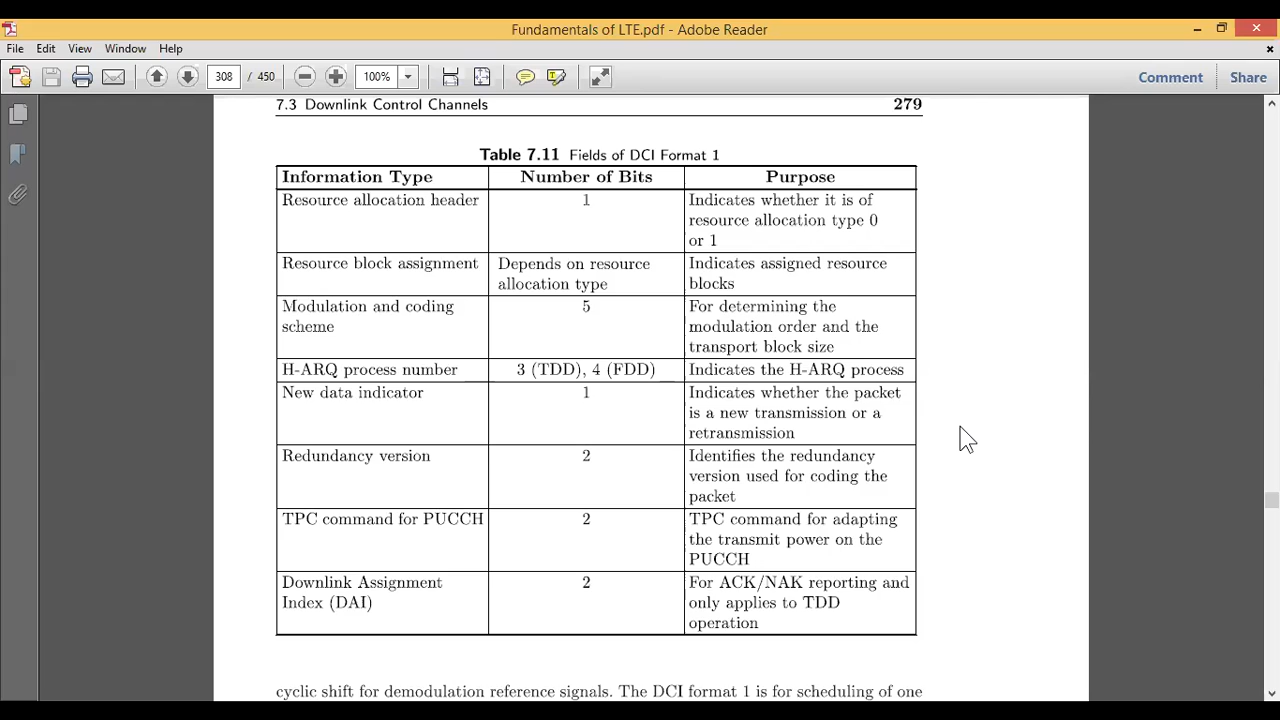 Fundamentals of LTE.pdf - Adobe Reader
File Edit View Window Help
308 / 450 100% Comment Share
7.3 Downlink Control Channels 279
Table 7.11 Fields of DCI Format 1
Information Type Number of Bits Purpose
Resource allocation header 1 Indicates whether it is of
resource allocation type 0
or 1
Resource block assignment Depends on resource Indicates assigned resource
allocation type blocks
Modulation and coding 5 For determining the
scheme modulation order and the
transport block size
H-ARQ process number 3 (TDD), 4 (FDD) Indicates the H-ARQ process
New data indicator 1 Indicates whether the packet
is a new transmission or a
retransmission
Redundancy version 2 Identifies the redundancy
version used for coding the
packet
TPC command for PUCCH 2 TPC command for adapting
the transmit power on the
PUCCH
Downlink Assignment 2 For ACK/NAK reporting and
Index (DAI) only applies to TDD
operation
cyclic shift for demodulation reference signals. The DCI format 1 is for scheduling of one